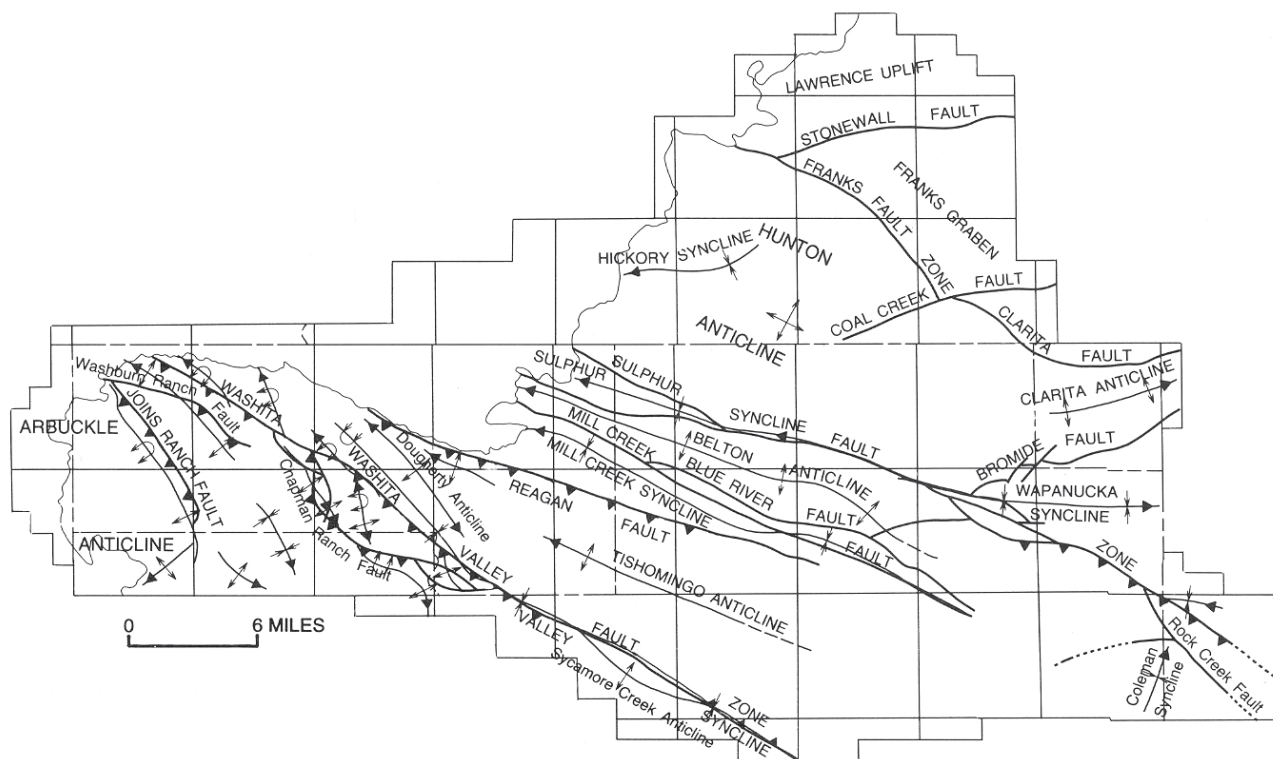 LAWRENCE UPLIFT
STONEWALL FAULT
FRANKS FAULT ZONE
FRANKS GRABEN
HUNTON
ANTICLINE
HICKORY SYNCLINE
COAL CREEK FAULT
CLARITA FAULT
CLARITA ANTICLINE
SULPHUR FAULT ZONE
SULPHUR SYNCLINE
Washburn Ranch Fault
WASHITA VALLEY FAULT ZONE
JOINS RANCH FAULT
ARBUCKLE
ANTICLINE
Chapman Ranch Fault
WASHITA VALLEY SYNCLINE
Dougherty Anticline
REAGAN FAULT
MILL CREEK FAULT
MILL CREEK SYNCLINE
BELTON ANTICLINE
BLUE RIVER FAULT
BROMIDE FAULT
WAPANUCKA
SYNCLINE
TISHOMINGO ANTICLINE
Sycamore Creek Anticline
Rock Creek Fault
Coleman
Syncline
0 6 MILES